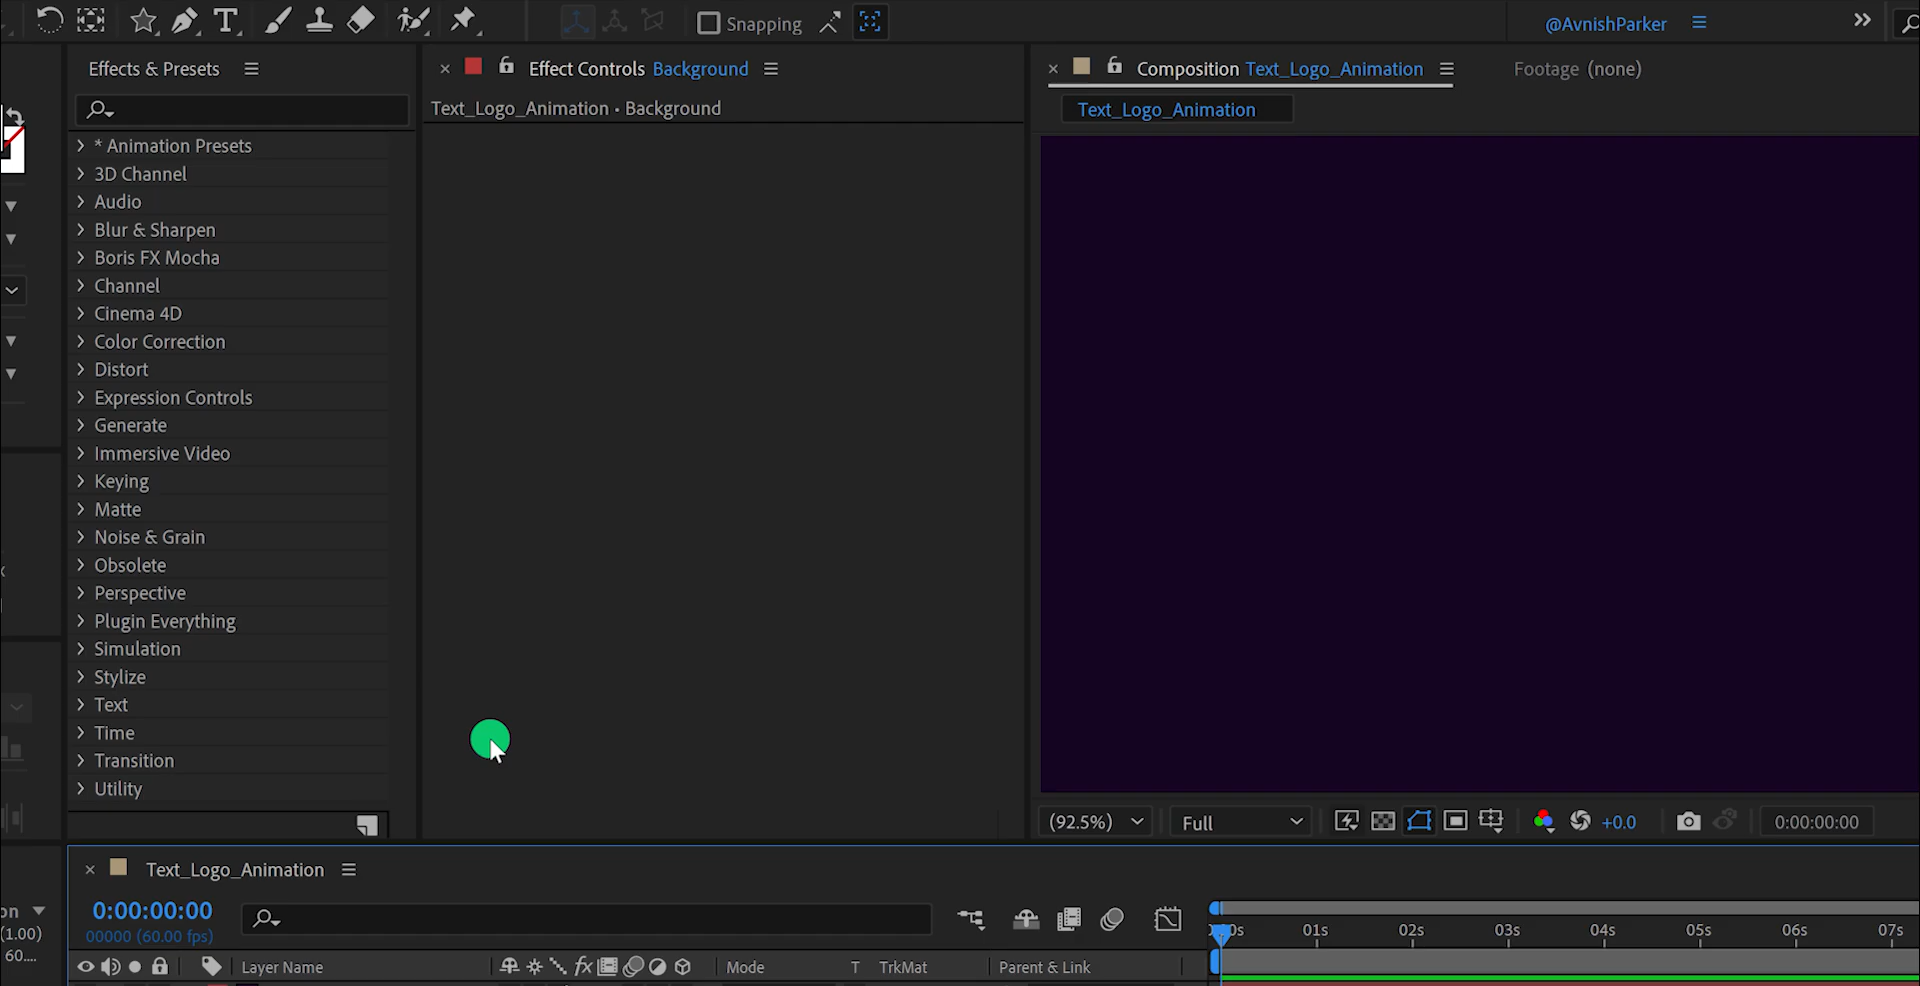 Snapping
@AvnishParker
Effects & Presets
Effect Controls Background
Composition Text_Logo_Animation
Footage (none)
Text_Logo_Animation • Background
Text_Logo_Animation
* Animation Presets
3D Channel
Audio
Blur & Sharpen
Boris FX Mocha
Channel
Cinema 4D
Color Correction
Distort
Expression Controls
Generate
Immersive Video
Keying
Matte
Noise & Grain
Obsolete
Perspective
Plugin Everything
Simulation
Stylize
Text
Time
Transition
Utility
(92.5%)
Full
+0.0
0:00:00:00
Text_Logo_Animation
0:00:00:00
00000 (60.00 fps)
on
(1.00)
60....
01s 02s 03s 04s 05s 06s 07s
Layer Name
fx
Mode
T TrkMat
Parent & Link